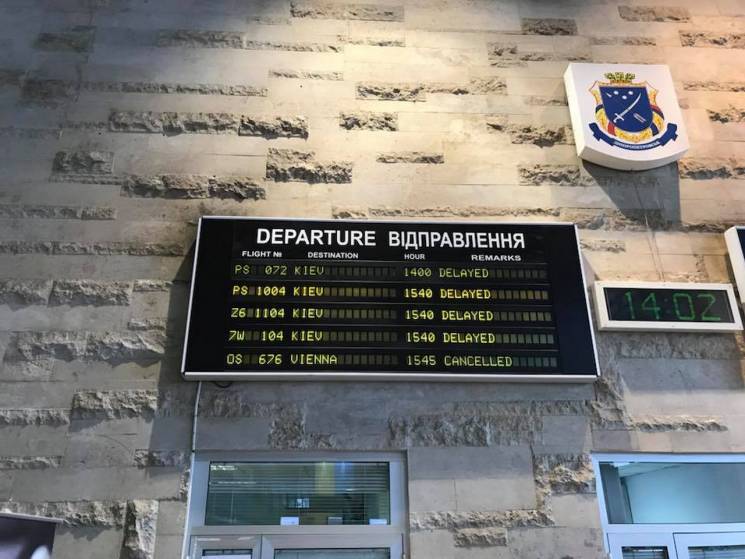 DEPARTURE ВІДПРАВЛЕННЯ
FLIGHT № DESTINATION HOUR REMARKS
PS 072 KIEV 1400 DELAYED
PS 1004 KIEV 1540 DELAYED
Z6 1104 KIEV 1540 DELAYED
7W 104 KIEV 1540 DELAYED
OS 676 VIENNA 1545 CANCELLED
14:02